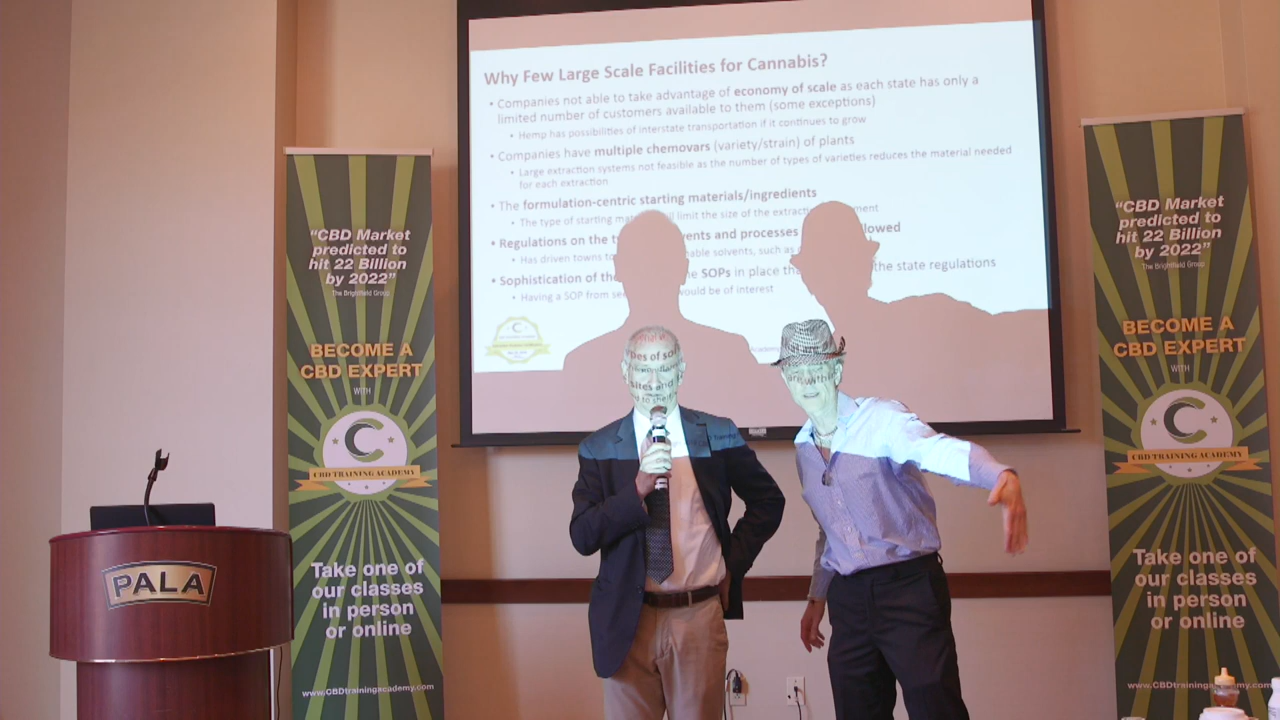 Why Few Large Scale Facilities for Cannabis?
• Companies not able to take advantage of economy of scale as each state has only a
limited number of customers available to them (some exceptions)
• Hemp has possibilities of interstate transportation if it continues to grow
• Companies have multiple chemovars (variety/strain) of plants
• Large extraction systems not feasible as the number of types of varieties reduces the material needed
for each extraction
• The formulation-centric starting materials/ingredients
• The type of starting will limit the size of the
• Regulations on the and processes
• Has driven towns to solvents, such as
• Sophistication of the SOPs in place the state regulations
• Having a SOP from would be of interest
"CBD Market
predicted to
hit 22 Billion
by 2022"
The Brightfield Group
BECOME A
CBD EXPERT
WITH
C
CBD TRAINING ACADEMY
Take one of
our classes
in person
or online
www.CBDtrainingacademy.com
PALA
types of
sites and
"CBD Market
predicted to
hit 22 Billion
by 2022"
The Brightfield Group
BECOME A
CBD EXPERT
WITH
C
CBD TRAINING ACADEMY
Take one of
our classes
in person
or online